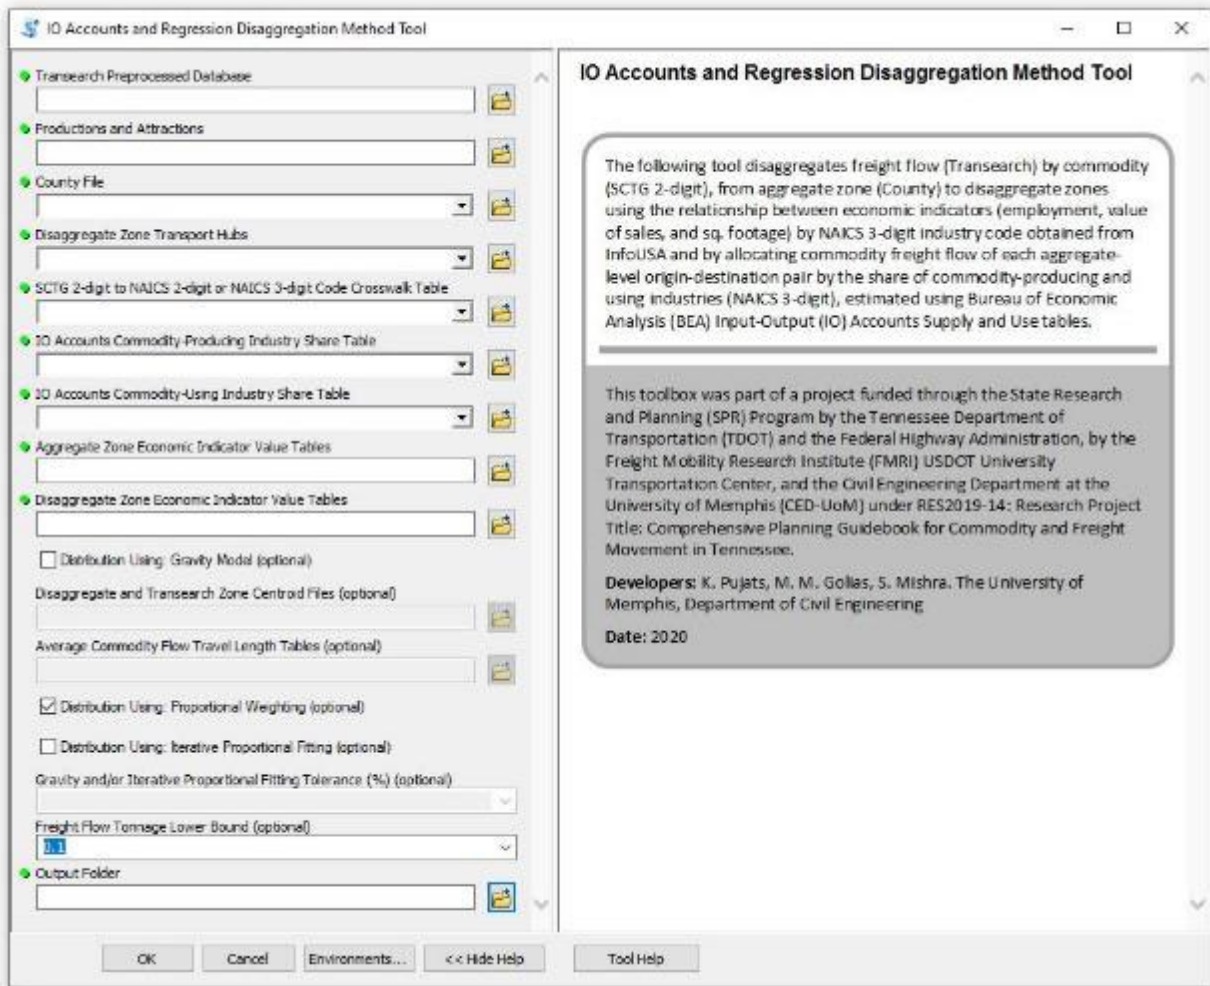 IO Accounts and Regression Disaggregation Method Tool
Transearch Preprocessed Database
Productions and Attractions
County File
Disaggregate Zone Transport Hubs
SCTG 2-digit to NAICS 2-digit or NAICS 3-digit Code Crosswalk Table
IO Accounts Commodity-Producing Industry Share Table
IO Accounts Commodity-Using Industry Share Table
Aggregate Zone Economic Indicator Value Tables
Disaggregate Zone Economic Indicator Value Tables
Distribution Using: Gravity Model (optional)
Disaggregate and Transearch Zone Centroid Files (optional)
Average Commodity Flow Travel Length Tables (optional)
Distribution Using: Proportional Weighting (optional)
Distribution Using: Iterative Proportional Fitting (optional)
Gravity and/or Iterative Proportional Fitting Tolerance (%) (optional)
Freight Flow Tonnage Lower Bound (optional)
0.1
Output Folder
IO Accounts and Regression Disaggregation Method Tool
The following tool disaggregates freight flow (Transearch) by commodity
(SCTG 2-digit), from aggregate zone (County) to disaggregate zones
using the relationship between economic indicators (employment, value
of sales, and sq. footage) by NAICS 3-digit industry code obtained from
InfoUSA and by allocating commodity freight flow of each aggregate-
level origin-destination pair by the share of commodity-producing and
using industries (NAICS 3-digit), estimated using Bureau of Economic
Analysis (BEA) Input-Output (IO) Accounts Supply and Use tables.
This toolbox was part of a project funded through the State Research
and Planning (SPR) Program by the Tennessee Department of
Transportation (TDOT) and the Federal Highway Administration, by the
Freight Mobility Research Institute (FMRI) USDOT University
Transportation Center, and the Civil Engineering Department at the
University of Memphis (CED-UoM) under RES2019-14: Research Project
Title: Comprehensive Planning Guidebook for Commodity and Freight
Movement in Tennessee.
Developers: K. Pujats, M. M. Golias, S. Mishra. The University of
Memphis, Department of Civil Engineering
Date: 2020
OK
Cancel
Environments...
<< Hide Help
Tool Help